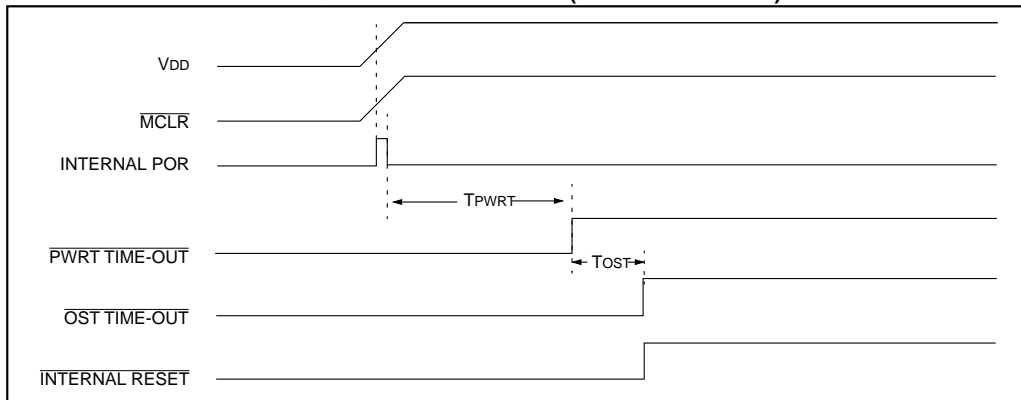 VDD
MCLR
INTERNAL POR
TPWRT
PWRT TIME-OUT
TOST
OST TIME-OUT
INTERNAL RESET